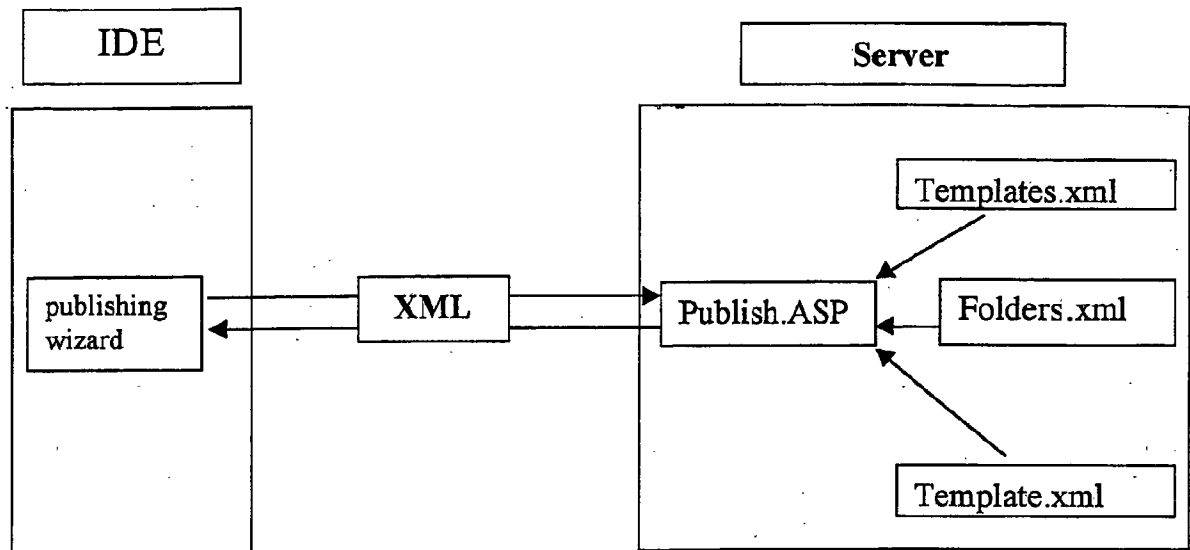 IDE
Server
Templates.xml
publishing
wizard
XML
Publish.ASP
Folders.xml
Template.xml